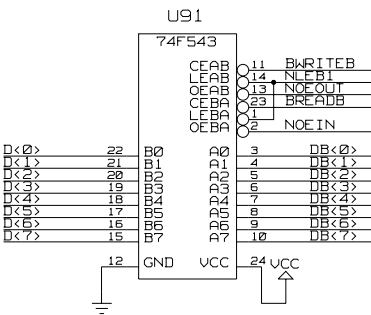 U91
74F543
CEAB 11 BWRITEB
LEAB 14 NLEB1
OEAB 13 NOEOUT
CEBA 23 BREADB
LEBA 1
OEBA 2 NOEIN
D<0> 22 B0 A0 3 DB<0>
D<1> 21 B1 A1 4 DB<1>
D<2> 20 B2 A2 5 DB<2>
D<3> 19 B3 A3 6 DB<3>
D<4> 18 B4 A4 7 DB<4>
D<5> 17 B5 A5 8 DB<5>
D<6> 16 B6 A6 9 DB<6>
D<7> 15 B7 A7 10 DB<7>
12 GND VCC 24 VCC